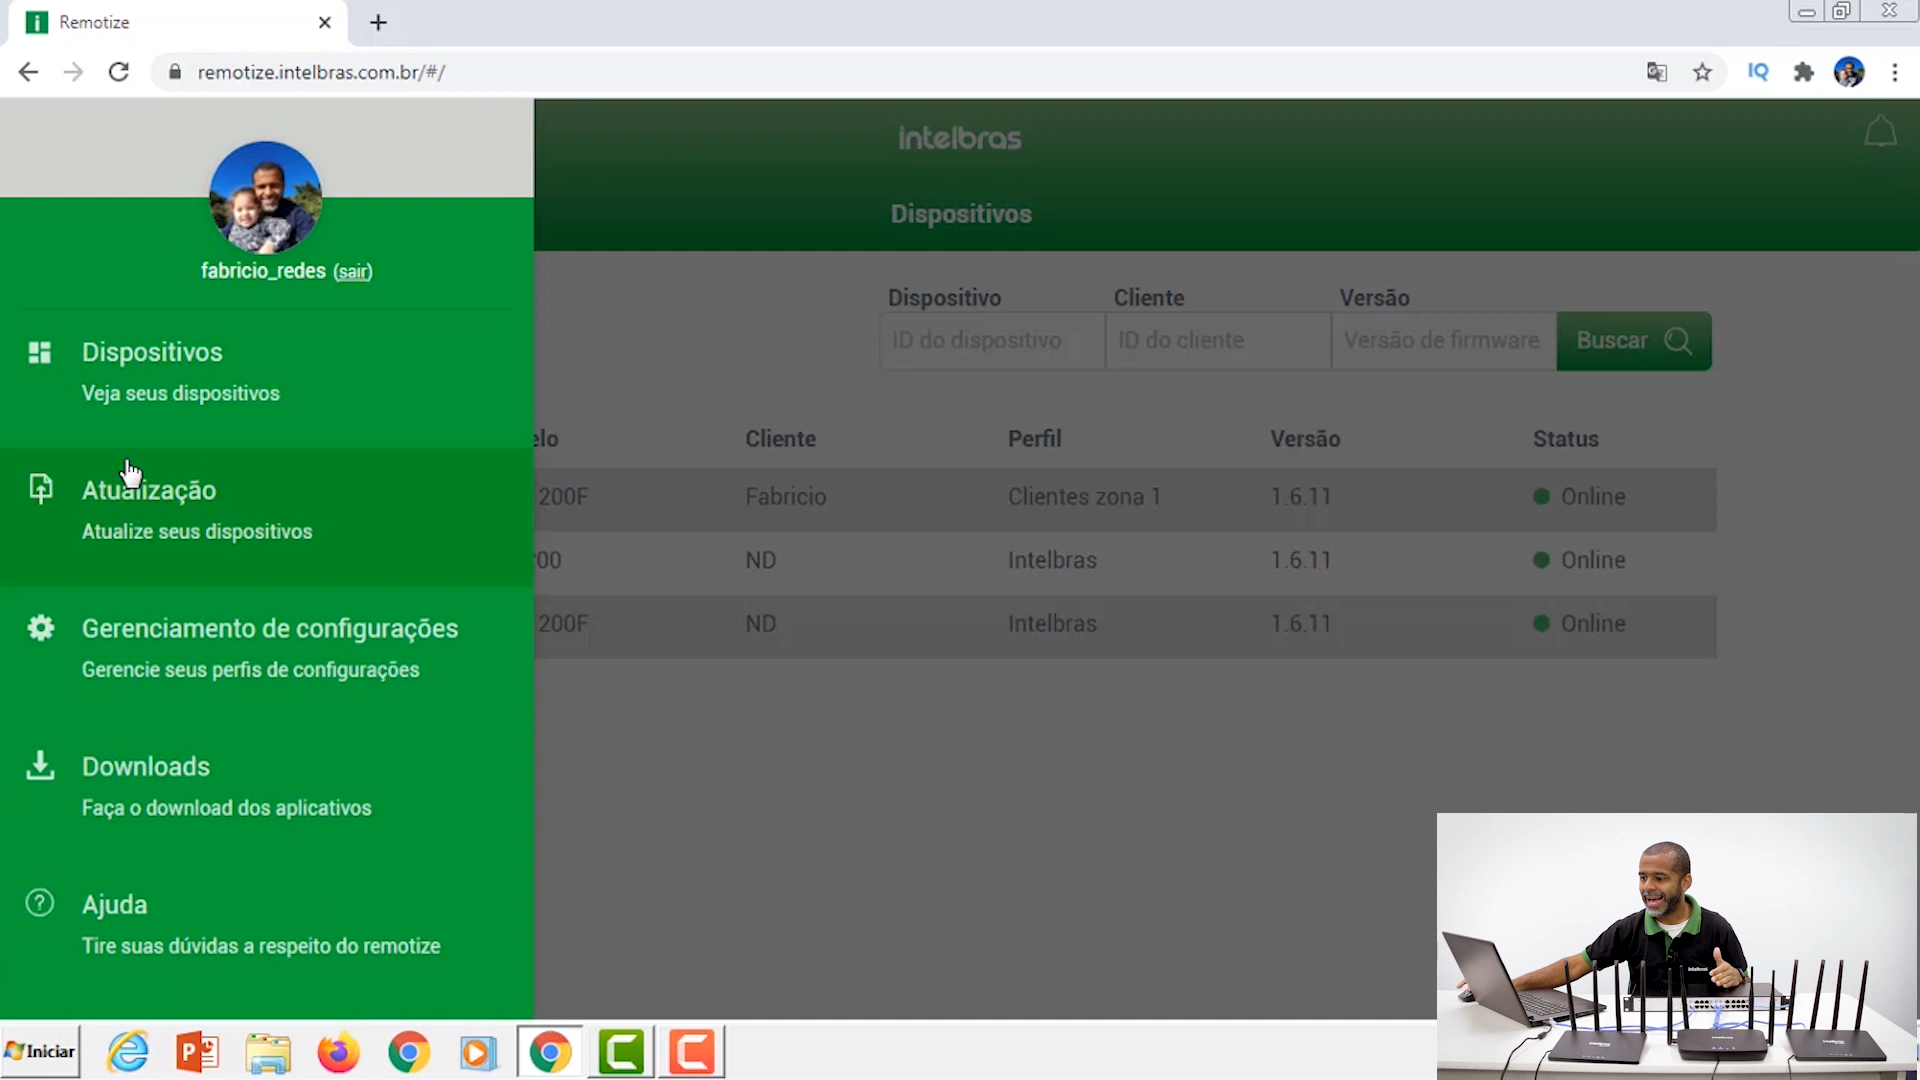 Remotize
remotize.intelbras.com.br/#/
IQ
intelbras
Dispositivos
fabricio_redes (sair)
Dispositivos
Veja seus dispositivos
Atualização
Atualize seus dispositivos
Gerenciamento de configurações
Gerencie seus perfis de configurações
Downloads
Faça o download dos aplicativos
Ajuda
Tire suas dúvidas a respeito do remotize
Dispositivo Cliente Versão
ID do dispositivo ID do cliente Versão de firmware Buscar
elo Cliente Perfil Versão Status
200F Fabricio Clientes zona 1 1.6.11 Online
200 ND Intelbras 1.6.11 Online
200F ND Intelbras 1.6.11 Online
Iniciar
intelbras